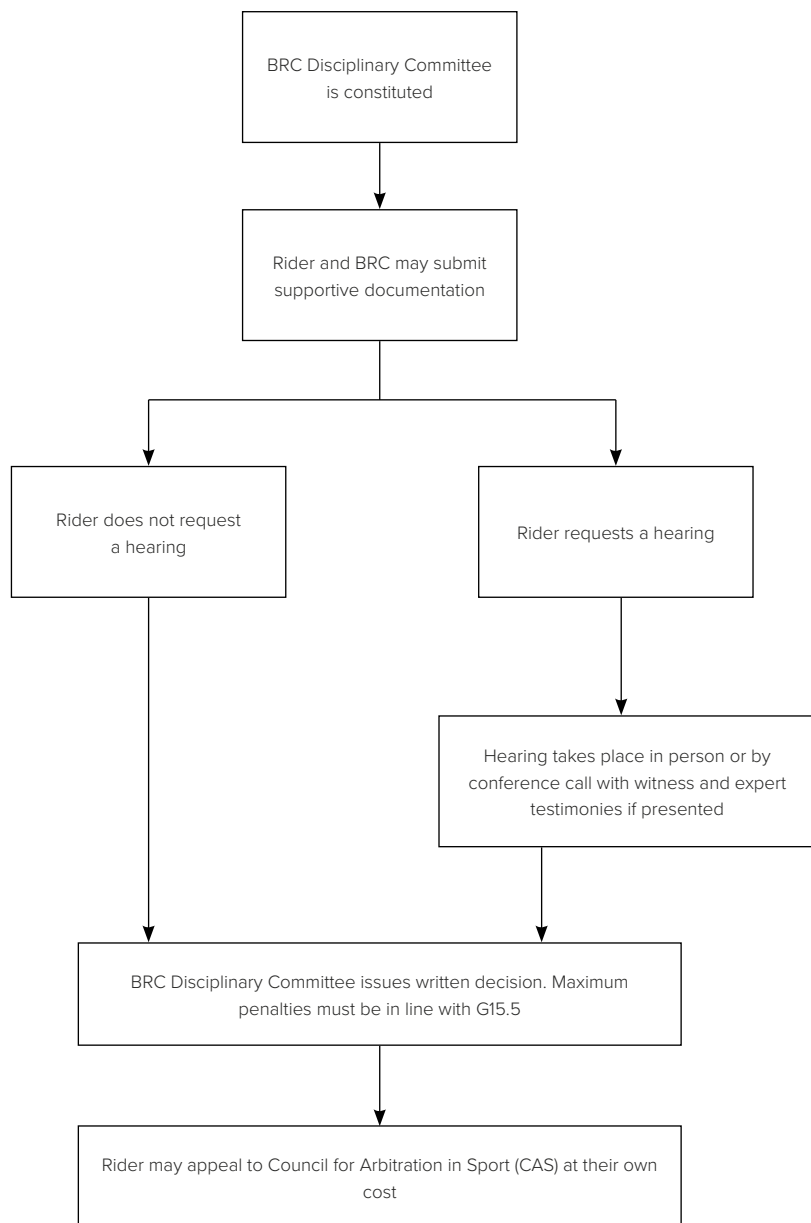 BRC Disciplinary Committee
is constituted
Rider and BRC may submit
supportive documentation
Rider does not request
a hearing
Rider requests a hearing
Hearing takes place in person or by
conference call with witness and expert
testimonies if presented
BRC Disciplinary Committee issues written decision. Maximum
penalties must be in line with G15.5
Rider may appeal to Council for Arbitration in Sport (CAS) at their own
cost